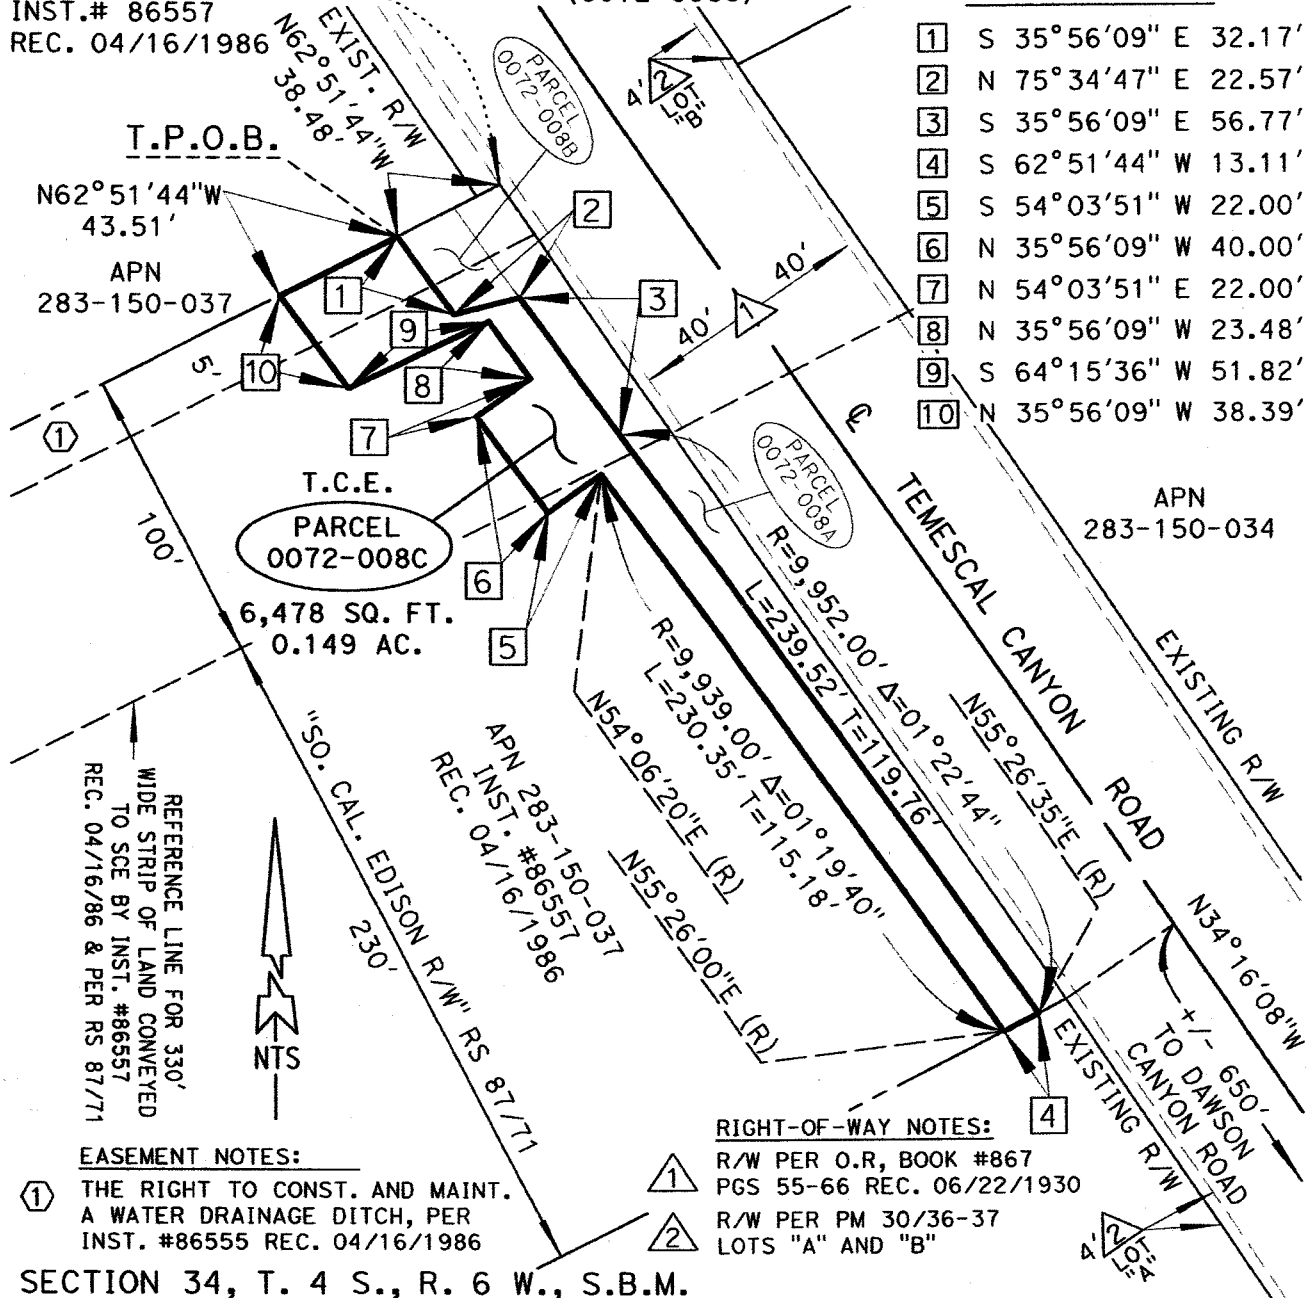 INST.# 86557
REC. 04/16/1986
EXIST. R/W
N62°51'44"W
38.48'
T.P.O.B.
N62°51'44"W
43.51'
APN
283-150-037
PARCEL
0072-008B
4'
2
LOT
"B"
1 S 35°56'09" E 32.17'
2 N 75°34'47" E 22.57'
3 S 35°56'09" E 56.77'
4 S 62°51'44" W 13.11'
5 S 54°03'51" W 22.00'
6 N 35°56'09" W 40.00'
7 N 54°03'51" E 22.00'
8 N 35°56'09" W 23.48'
9 S 64°15'36" W 51.82'
10 N 35°56'09" W 38.39'
1
2
3
40'
40'
1
9
8
10
5'
7
1
100'
T.C.E.
PARCEL
0072-008C
6,478 SQ. FT.
0.149 AC.
6
5
PARCEL
0072-008A
℄
TEMESCAL CANYON ROAD
APN
283-150-034
EXISTING R/W
R=9,952.00' Δ=01°22'44"
L=239.52' T=119.76'
R=9,939.00' Δ=01°19'40"
L=230.35' T=115.18'
N55°26'35"E (R)
N54°06'20"E (R)
N55°26'00"E (R)
APN 283-150-037
INST. #86557
REC. 04/16/1986
"SO. CAL. EDISON R/W" RS 87/71
230'
REFERENCE LINE FOR 330'
WIDE STRIP OF LAND CONVEYED
TO SCE BY INST. #86557
REC. 04/16/86 & PER RS 87/71
NTS
N34°16'08"W
+/- 650'
TO DAWSON
CANYON ROAD
EXISTING R/W
4
4'
2
LOT
"A"
EASEMENT NOTES:
1 THE RIGHT TO CONST. AND MAINT.
A WATER DRAINAGE DITCH, PER
INST. #86555 REC. 04/16/1986
RIGHT-OF-WAY NOTES:
1 R/W PER O.R, BOOK #867
PGS 55-66 REC. 06/22/1930
2 R/W PER PM 30/36-37
LOTS "A" AND "B"
SECTION 34, T. 4 S., R. 6 W., S.B.M.